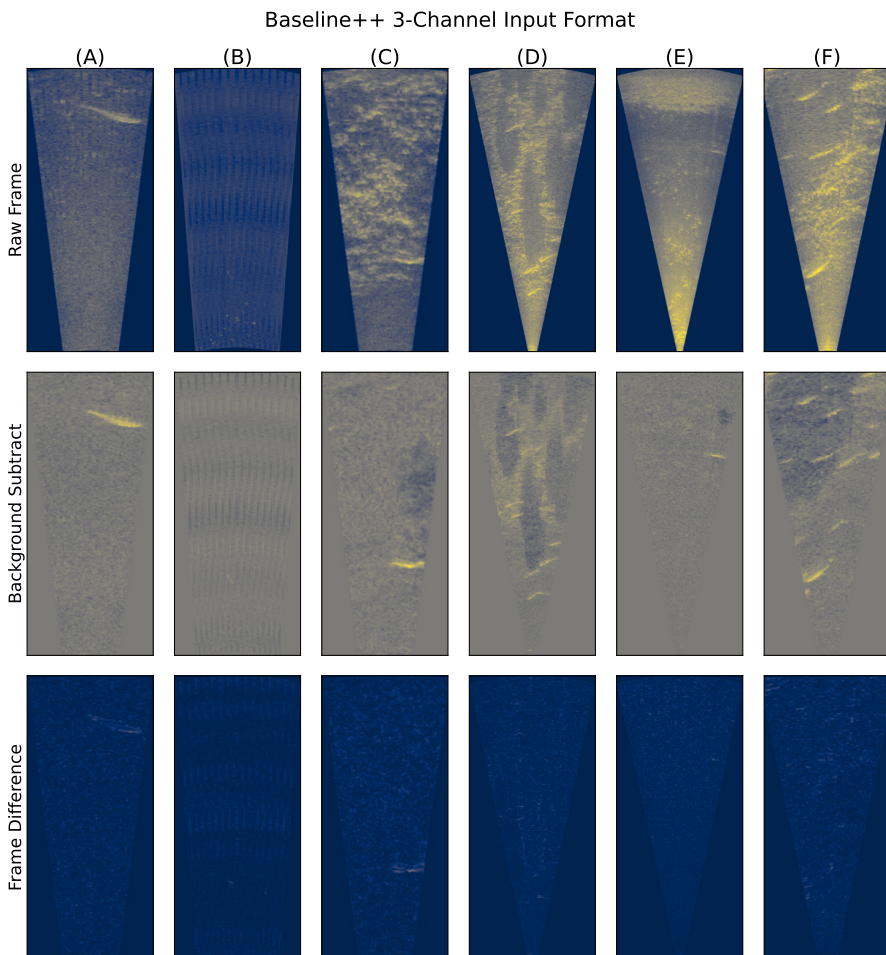 Baseline++ 3-Channel Input Format
(A) (B) (C) (D) (E) (F)
Raw Frame
Background Subtract
Frame Difference